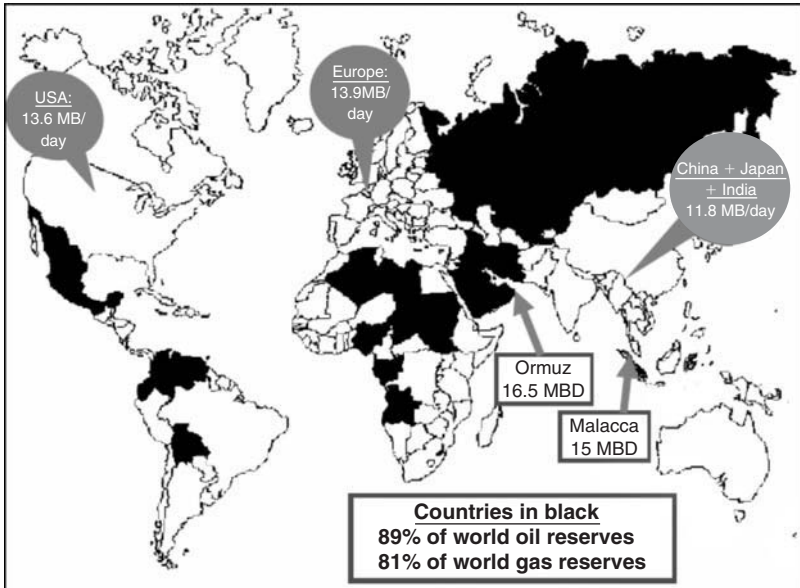 USA:
13.6 MB/
day
Europe:
13.9MB/
day
China + Japan
+ India
11.8 MB/day
Ormuz
16.5 MBD
Malacca
15 MBD
Countries in black
89% of world oil reserves
81% of world gas reserves